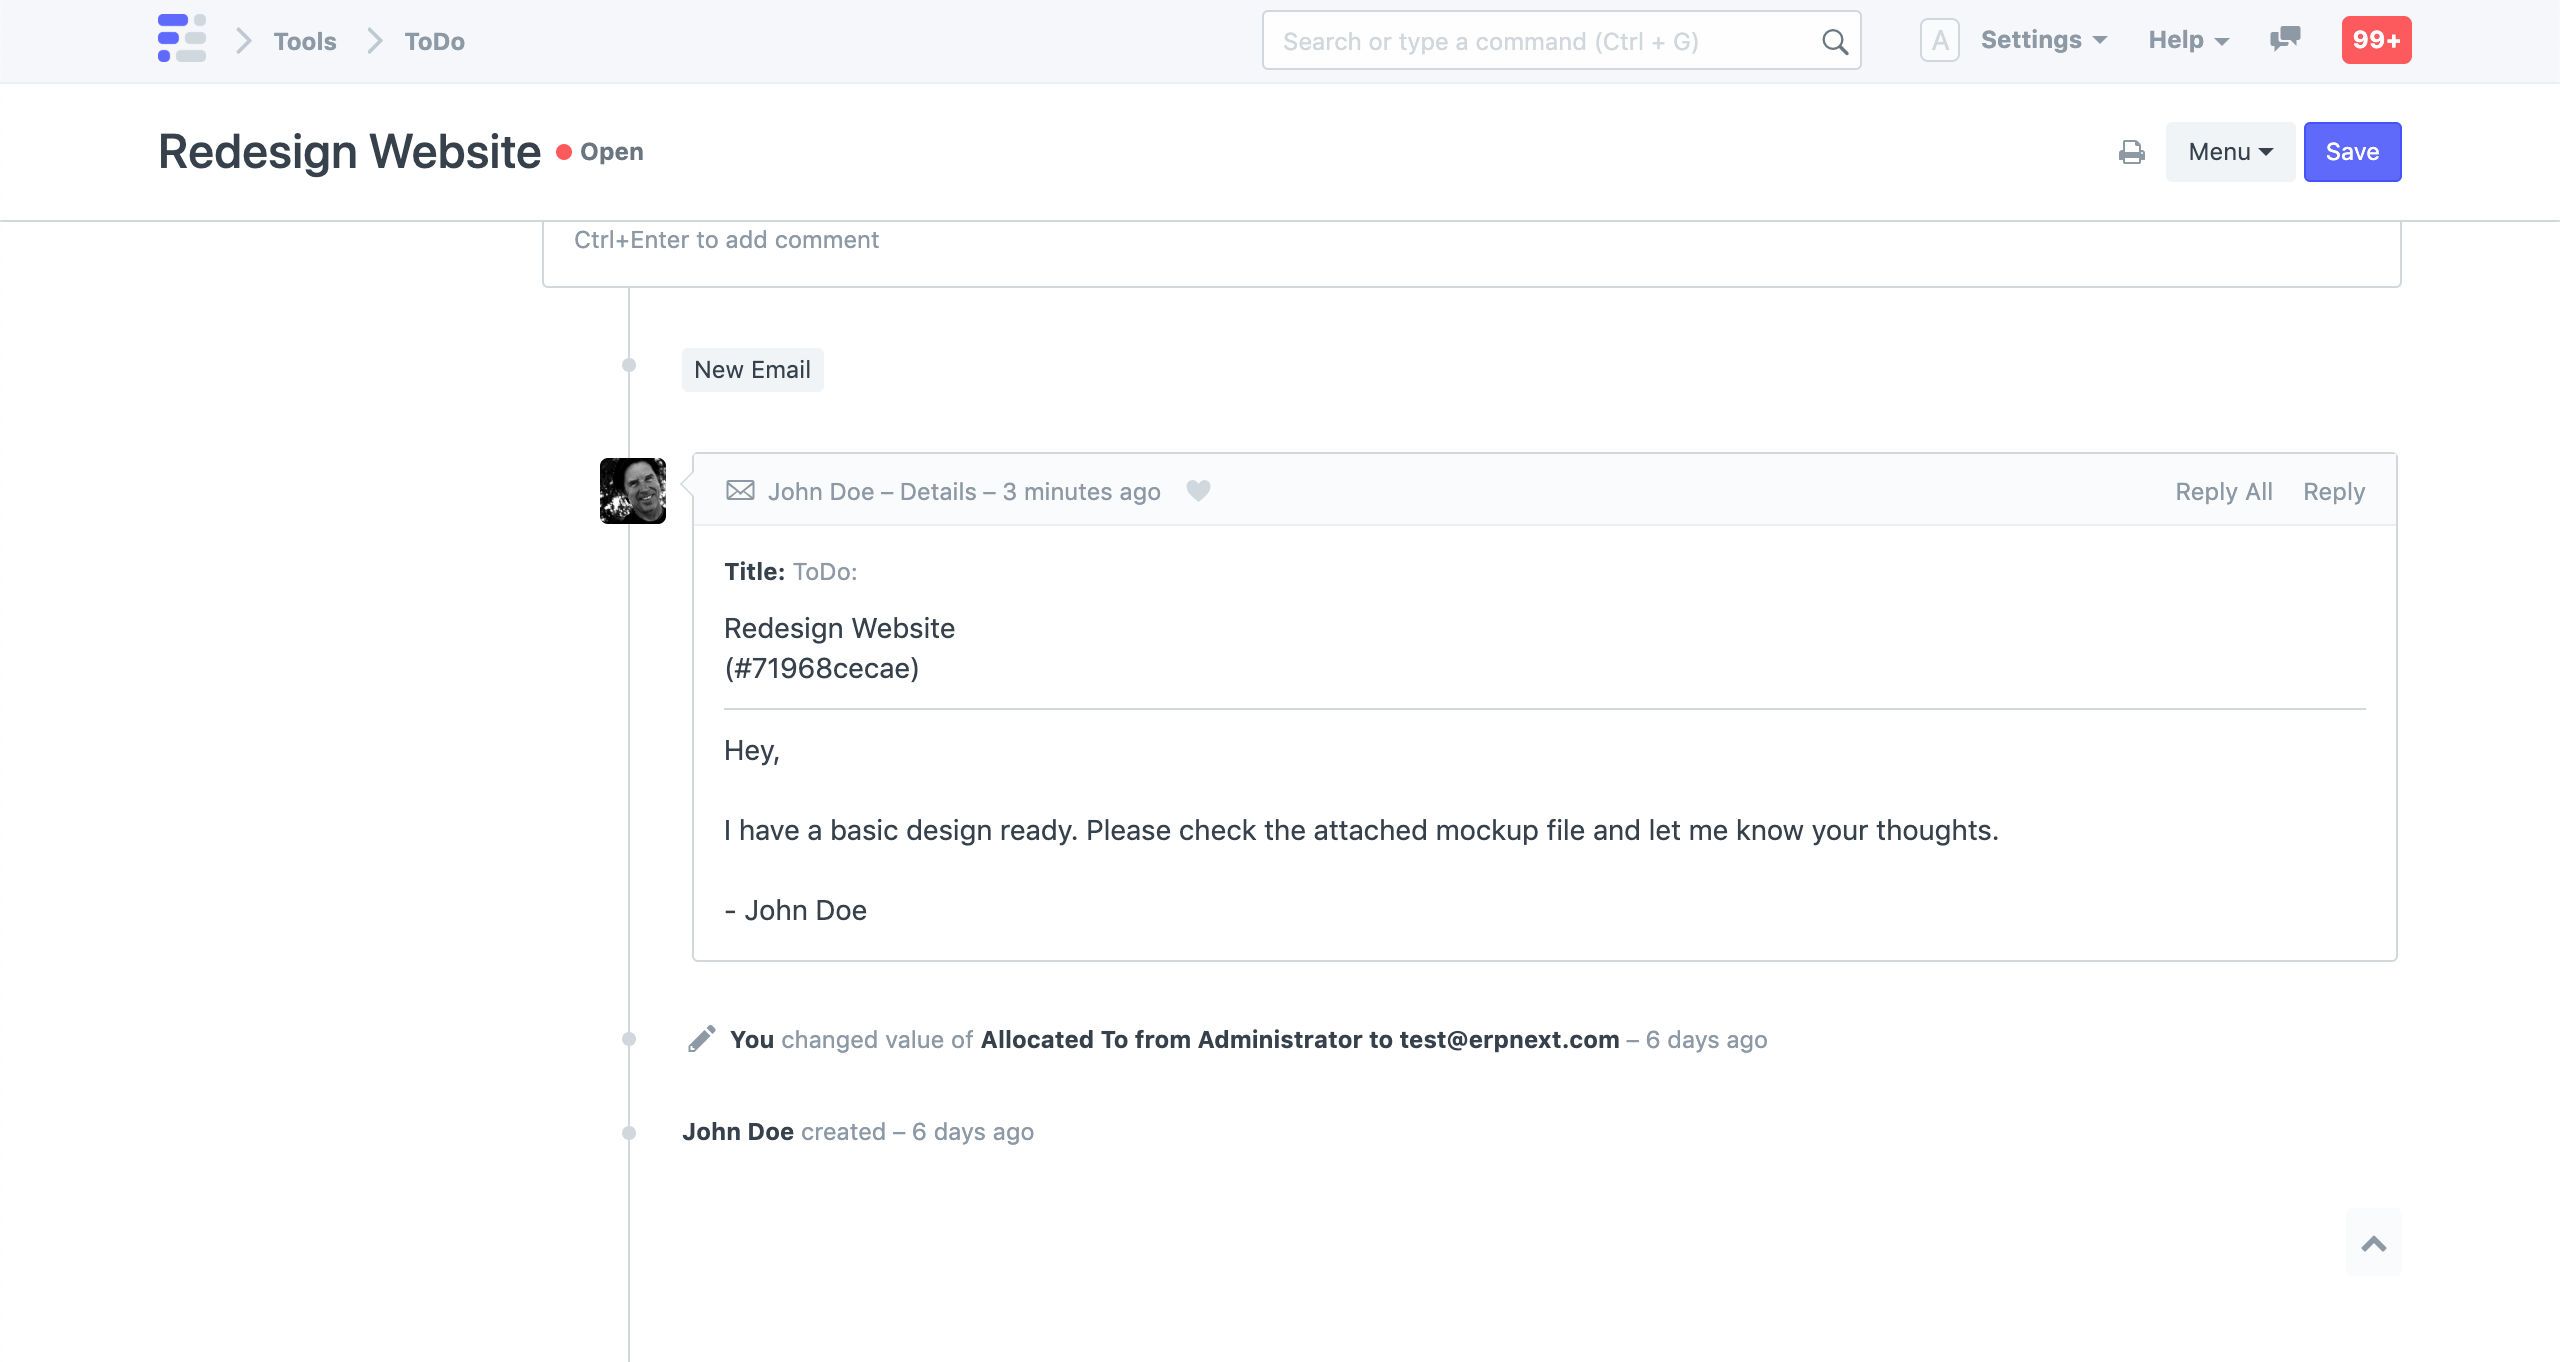 Tools ToDo Search or type a command (Ctrl + G) A Settings Help 99+
Redesign Website Open Menu Save
Ctrl+Enter to add comment
New Email
John Doe – Details – 3 minutes ago Reply All Reply
Title: ToDo:
Redesign Website
(#71968cecae)
Hey,
I have a basic design ready. Please check the attached mockup file and let me know your thoughts.
- John Doe
You changed value of Allocated To from Administrator to test@erpnext.com – 6 days ago
John Doe created – 6 days ago